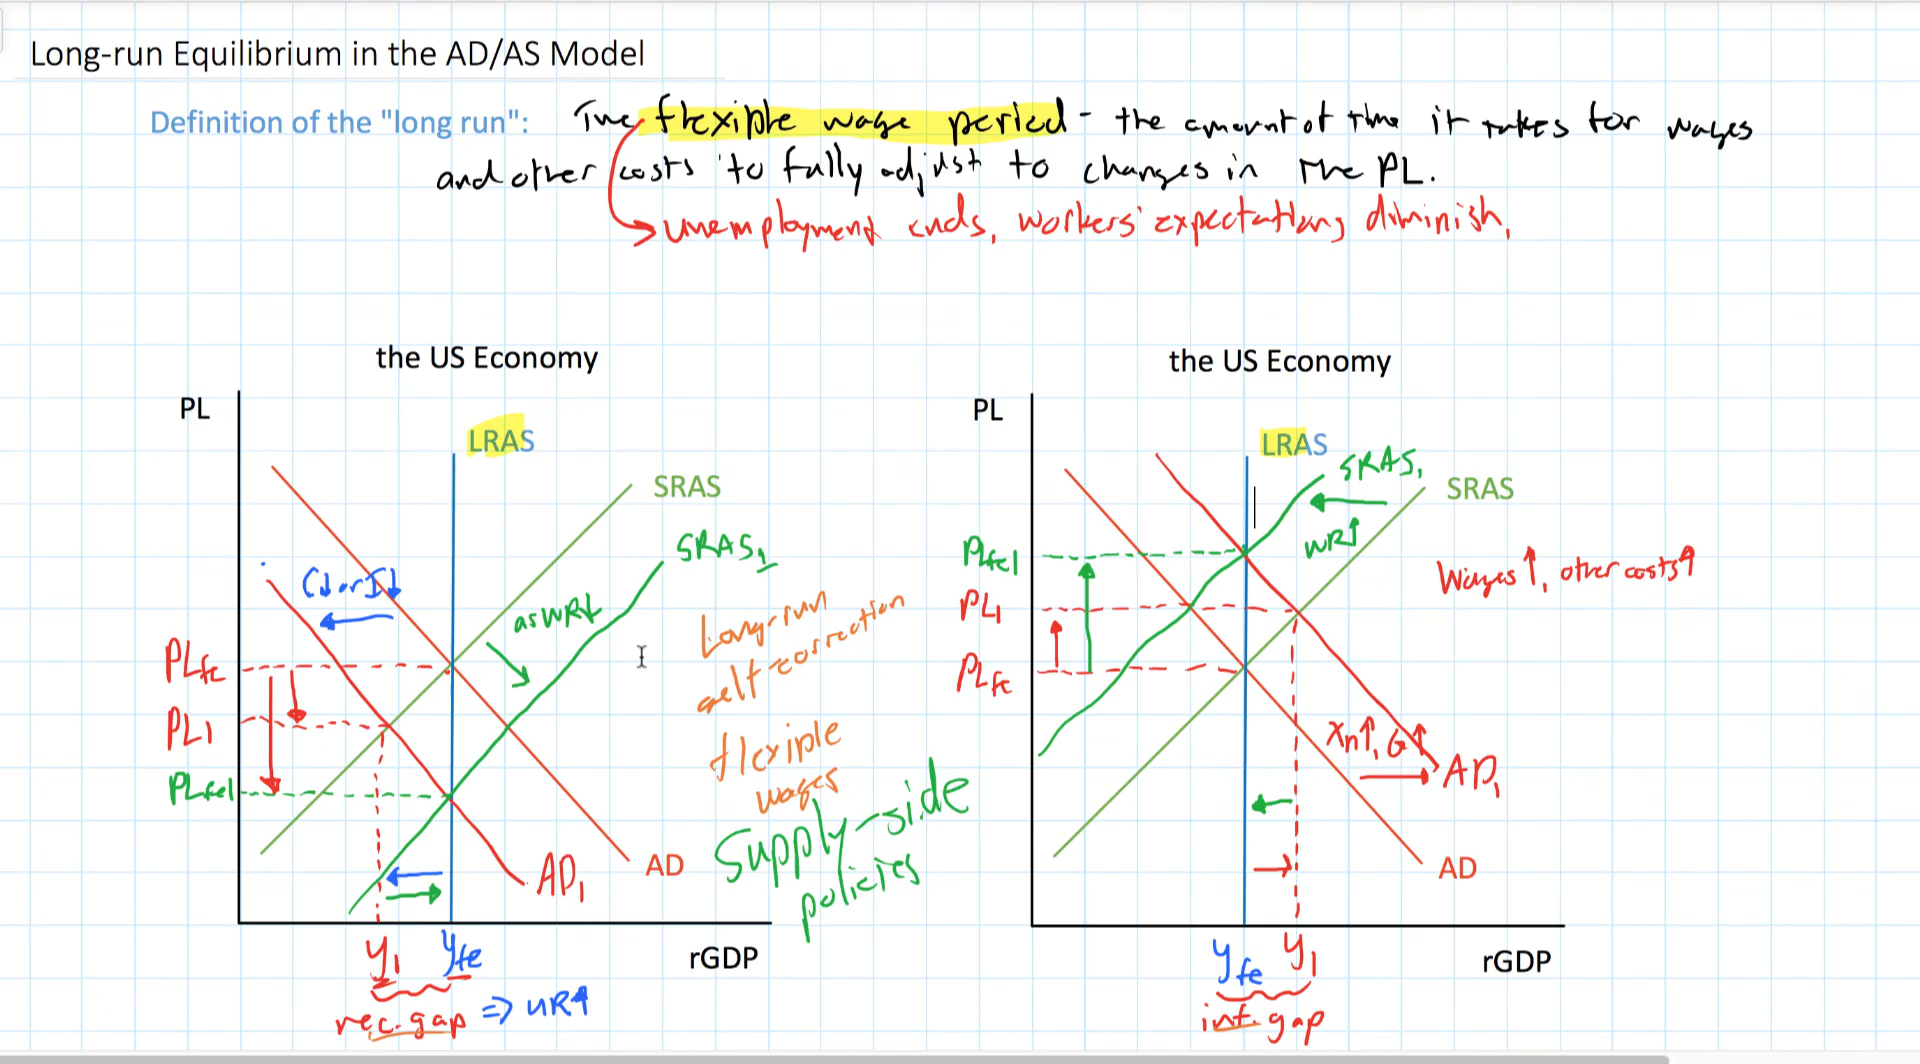 Long-run Equilibrium in the AD/AS Model
Definition of the "long run": The flexible wage period - the amount of time it takes for wages
and other costs to fully adjust to changes in the PL.
unemployment ends, workers' expectations diminish,
the US Economy
PL
LRAS
SRAS
SRAS1
C↓ or I↓
as WR↓
PLfe
PL1
PLfe1
AD1
AD
y1
yfe
rGDP
rec. gap => UR↑
Long-run
self correction
flexible
wages
Supply-side
policies
the US Economy
PL
LRAS
SRAS1
SRAS
WR↑
Wages↑, other costs↑
PLfe1
PL1
PLfe
Xn↑, G↑
AD1
AD
yfe
y1
rGDP
inf. gap